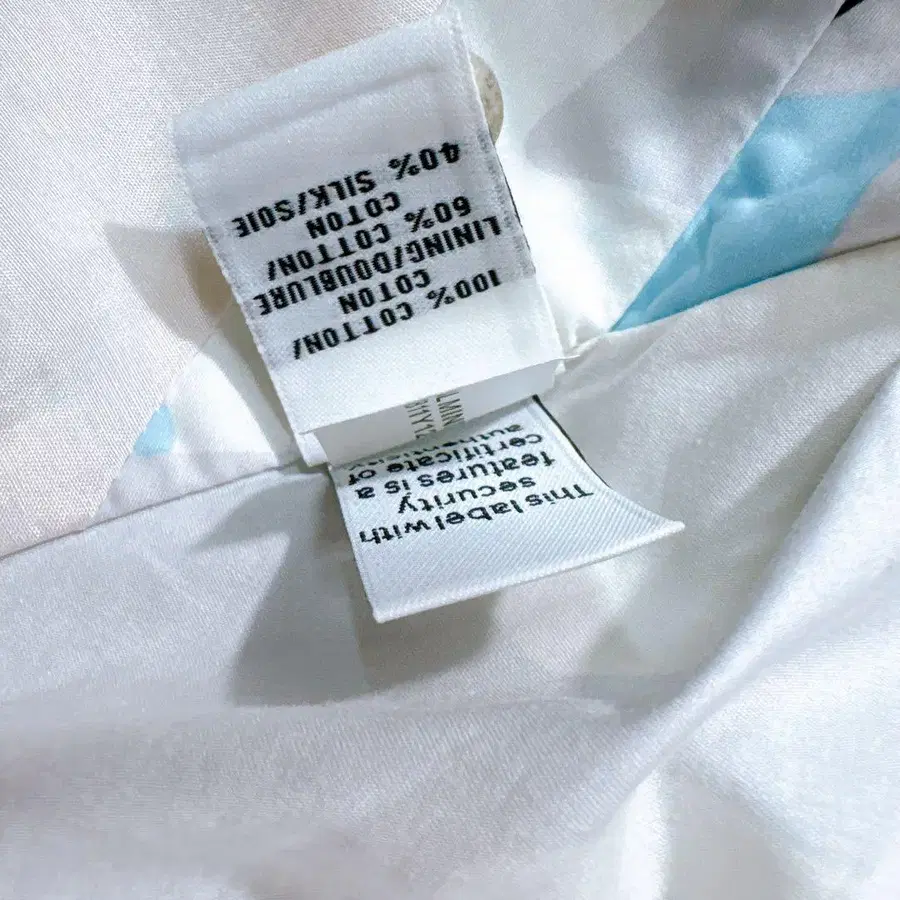 100% COTTON/
COTON
LINING/DOUBLURE
60% COTTON/
COTON
40% SILK/SOIE
This label with
security
features is a
certificate of
authenticity